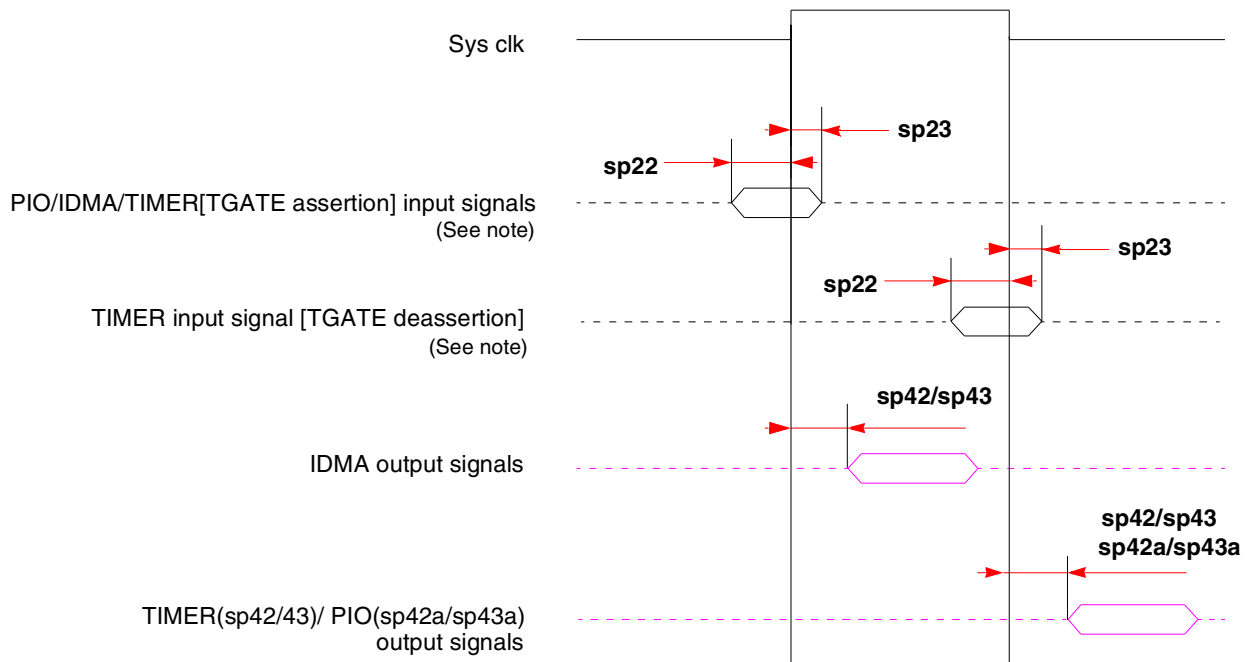 Sys clk
sp23
sp22
PIO/IDMA/TIMER[TGATE assertion] input signals
(See note)
sp23
sp22
TIMER input signal [TGATE deassertion]
(See note)
sp42/sp43
IDMA output signals
sp42/sp43
sp42a/sp43a
TIMER(sp42/43)/ PIO(sp42a/sp43a)
output signals